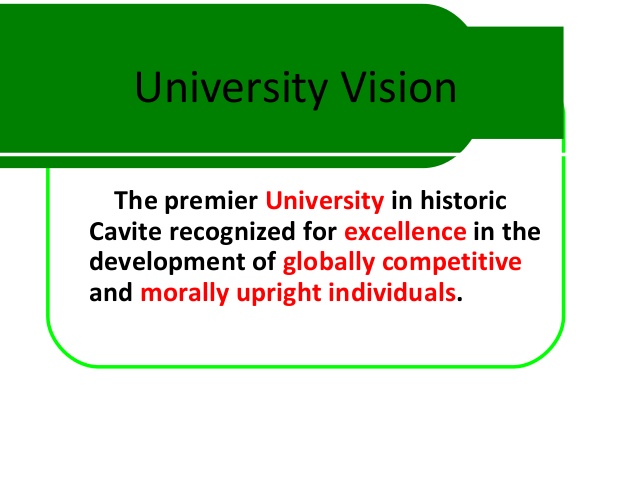 University Vision
The premier University in historic
Cavite recognized for excellence in the
development of globally competitive
and morally upright individuals.